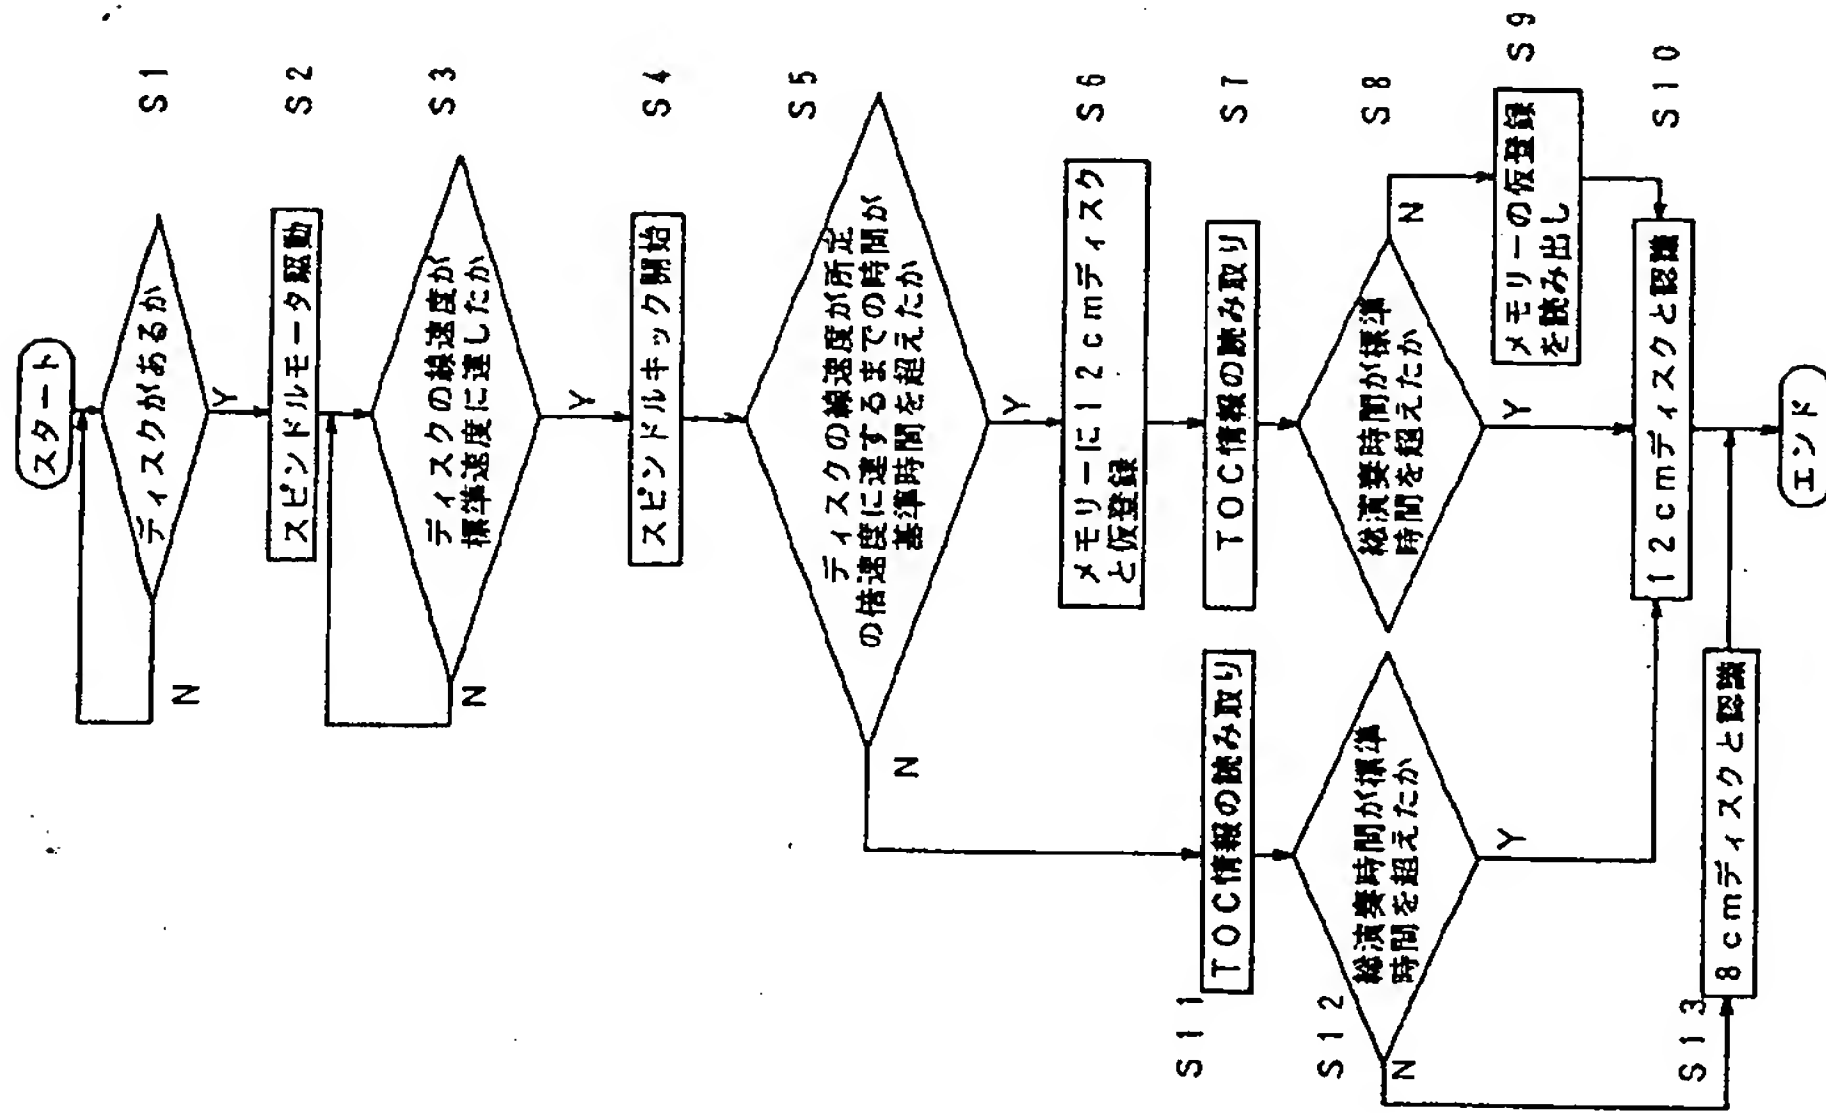 スタート
ディスクがあるか
S1
Y
N
スピンドルモータ駆動
S2
ディスクの線速度が
標準速度に達したか
S3
Y
N
スピンドルキック開始
S4
ディスクの線速度が所定
の倍速度に達するまでの時間が
基準時間を超えたか
S5
Y
N
メモリーに12cmディスク
と仮登録
S6
TOC情報の読み取り
S7
総演奏時間が標準
時間を超えたか
S8
Y
N
メモリーの仮登録
を読み出し
S9
12cmディスクと認識
S10
TOC情報の読み取り
S11
総演奏時間が標準
時間を超えたか
S12
Y
N
8cmディスクと認識
S13
エンド